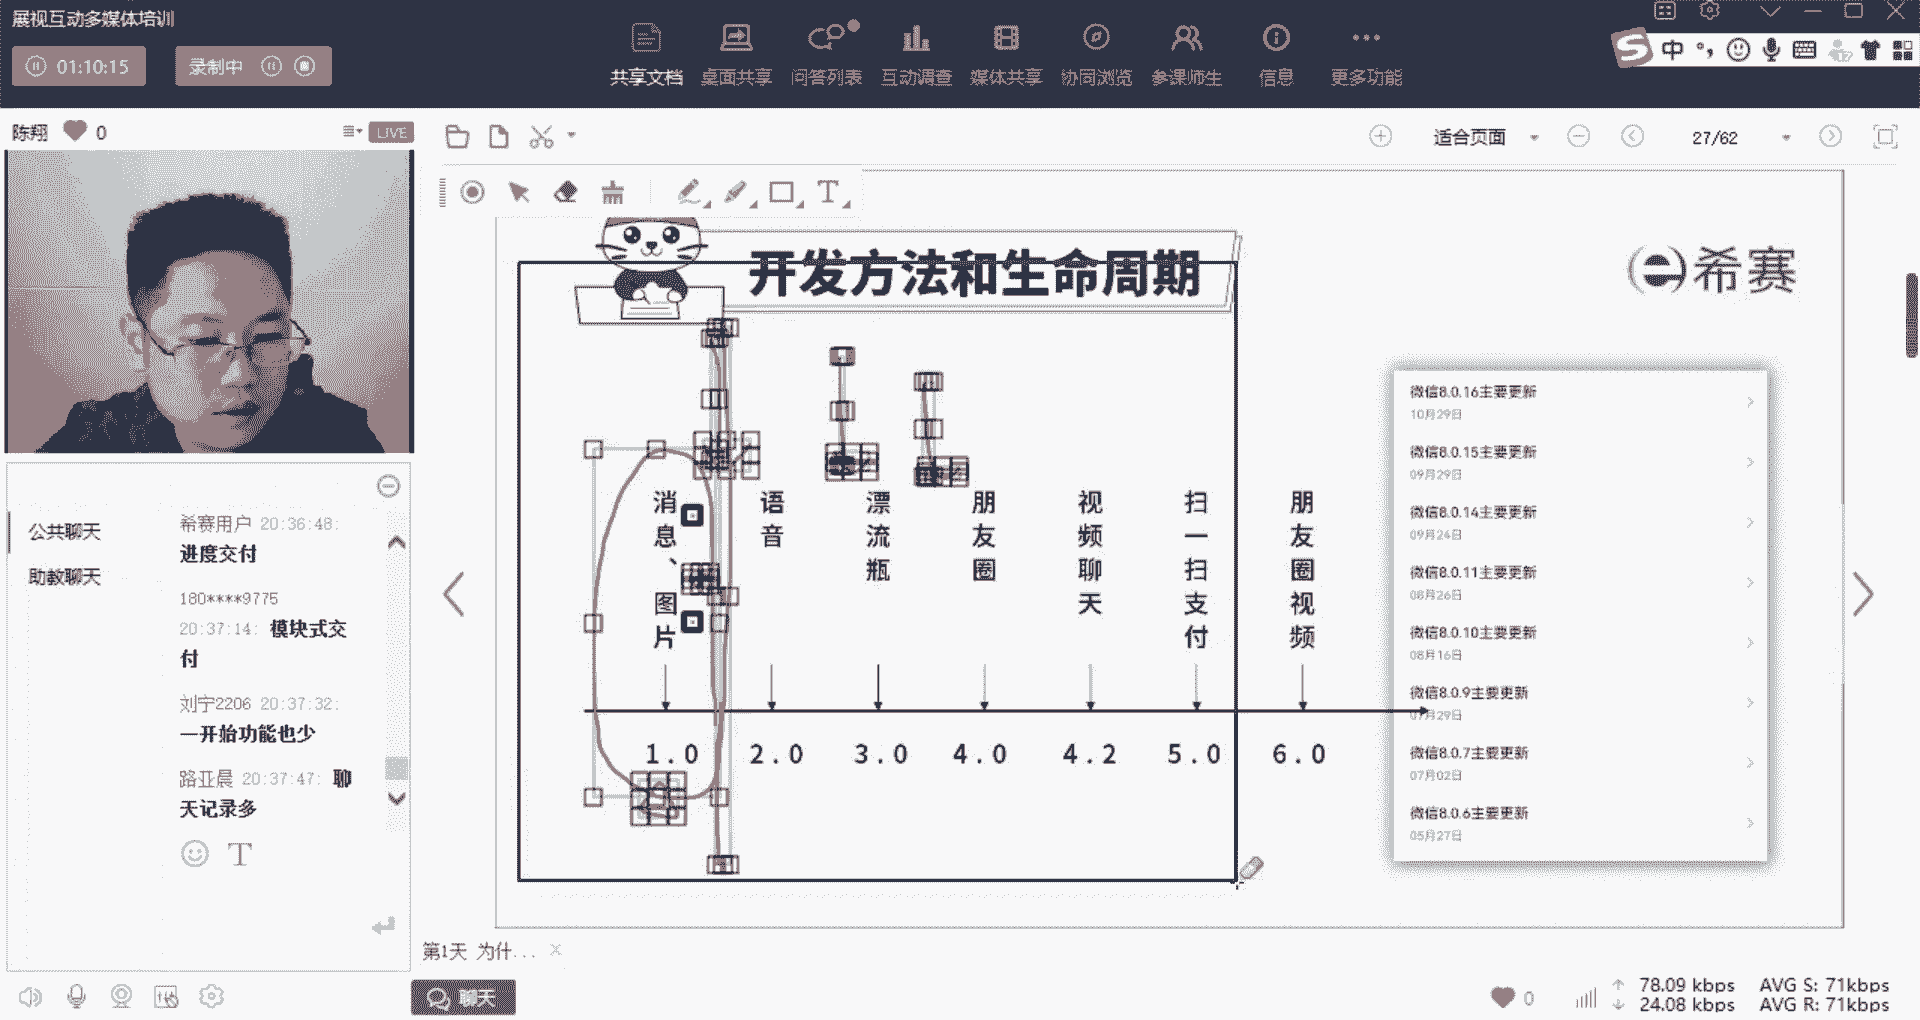 展视互动多媒体培训
01:10:15
录制中
共享文档
桌面共享
问答列表
互动调查
媒体共享
协同浏览
参课师生
信息
更多功能
中
陈翔
0
LIVE
适合页面
27/62
T
开发方法和生命周期
希赛
公共聊天
助教聊天
希赛用户 20:36:48:
进度交付
180****9775
20:37:14: 模块式交
付
刘宁2206 20:37:32:
一开始功能也少
路亚晨 20:37:47: 聊
天记录多
T
消息、图片
语音
漂流瓶
朋友圈
视频聊天
扫一扫支付
朋友圈视频
1.0
2.0
3.0
4.0
4.2
5.0
6.0
微信8.0.16主要更新
10月29日
微信8.0.15主要更新
09月29日
微信8.0.14主要更新
09月24日
微信8.0.11主要更新
08月26日
微信8.0.10主要更新
08月16日
微信8.0.9主要更新
07月29日
微信8.0.7主要更新
07月02日
微信8.0.6主要更新
05月27日
第1天 为什...
聊天
0
78.09 kbps
AVG S: 71kbps
24.08 kbps
AVG R: 71kbps